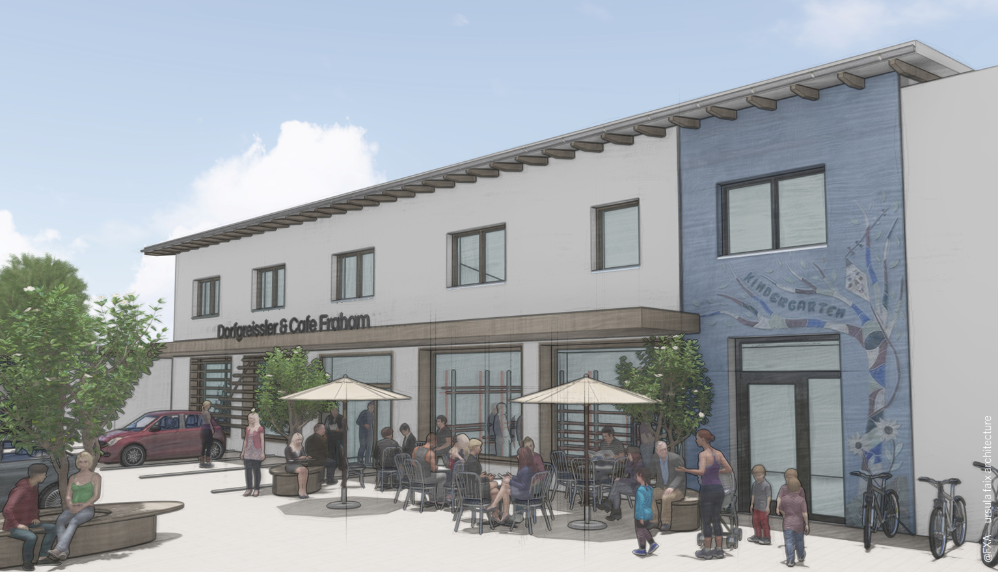 Dorfgreissler & Cafe Fraham
KINDERGARTEN
@FXA – ursula faix architecture